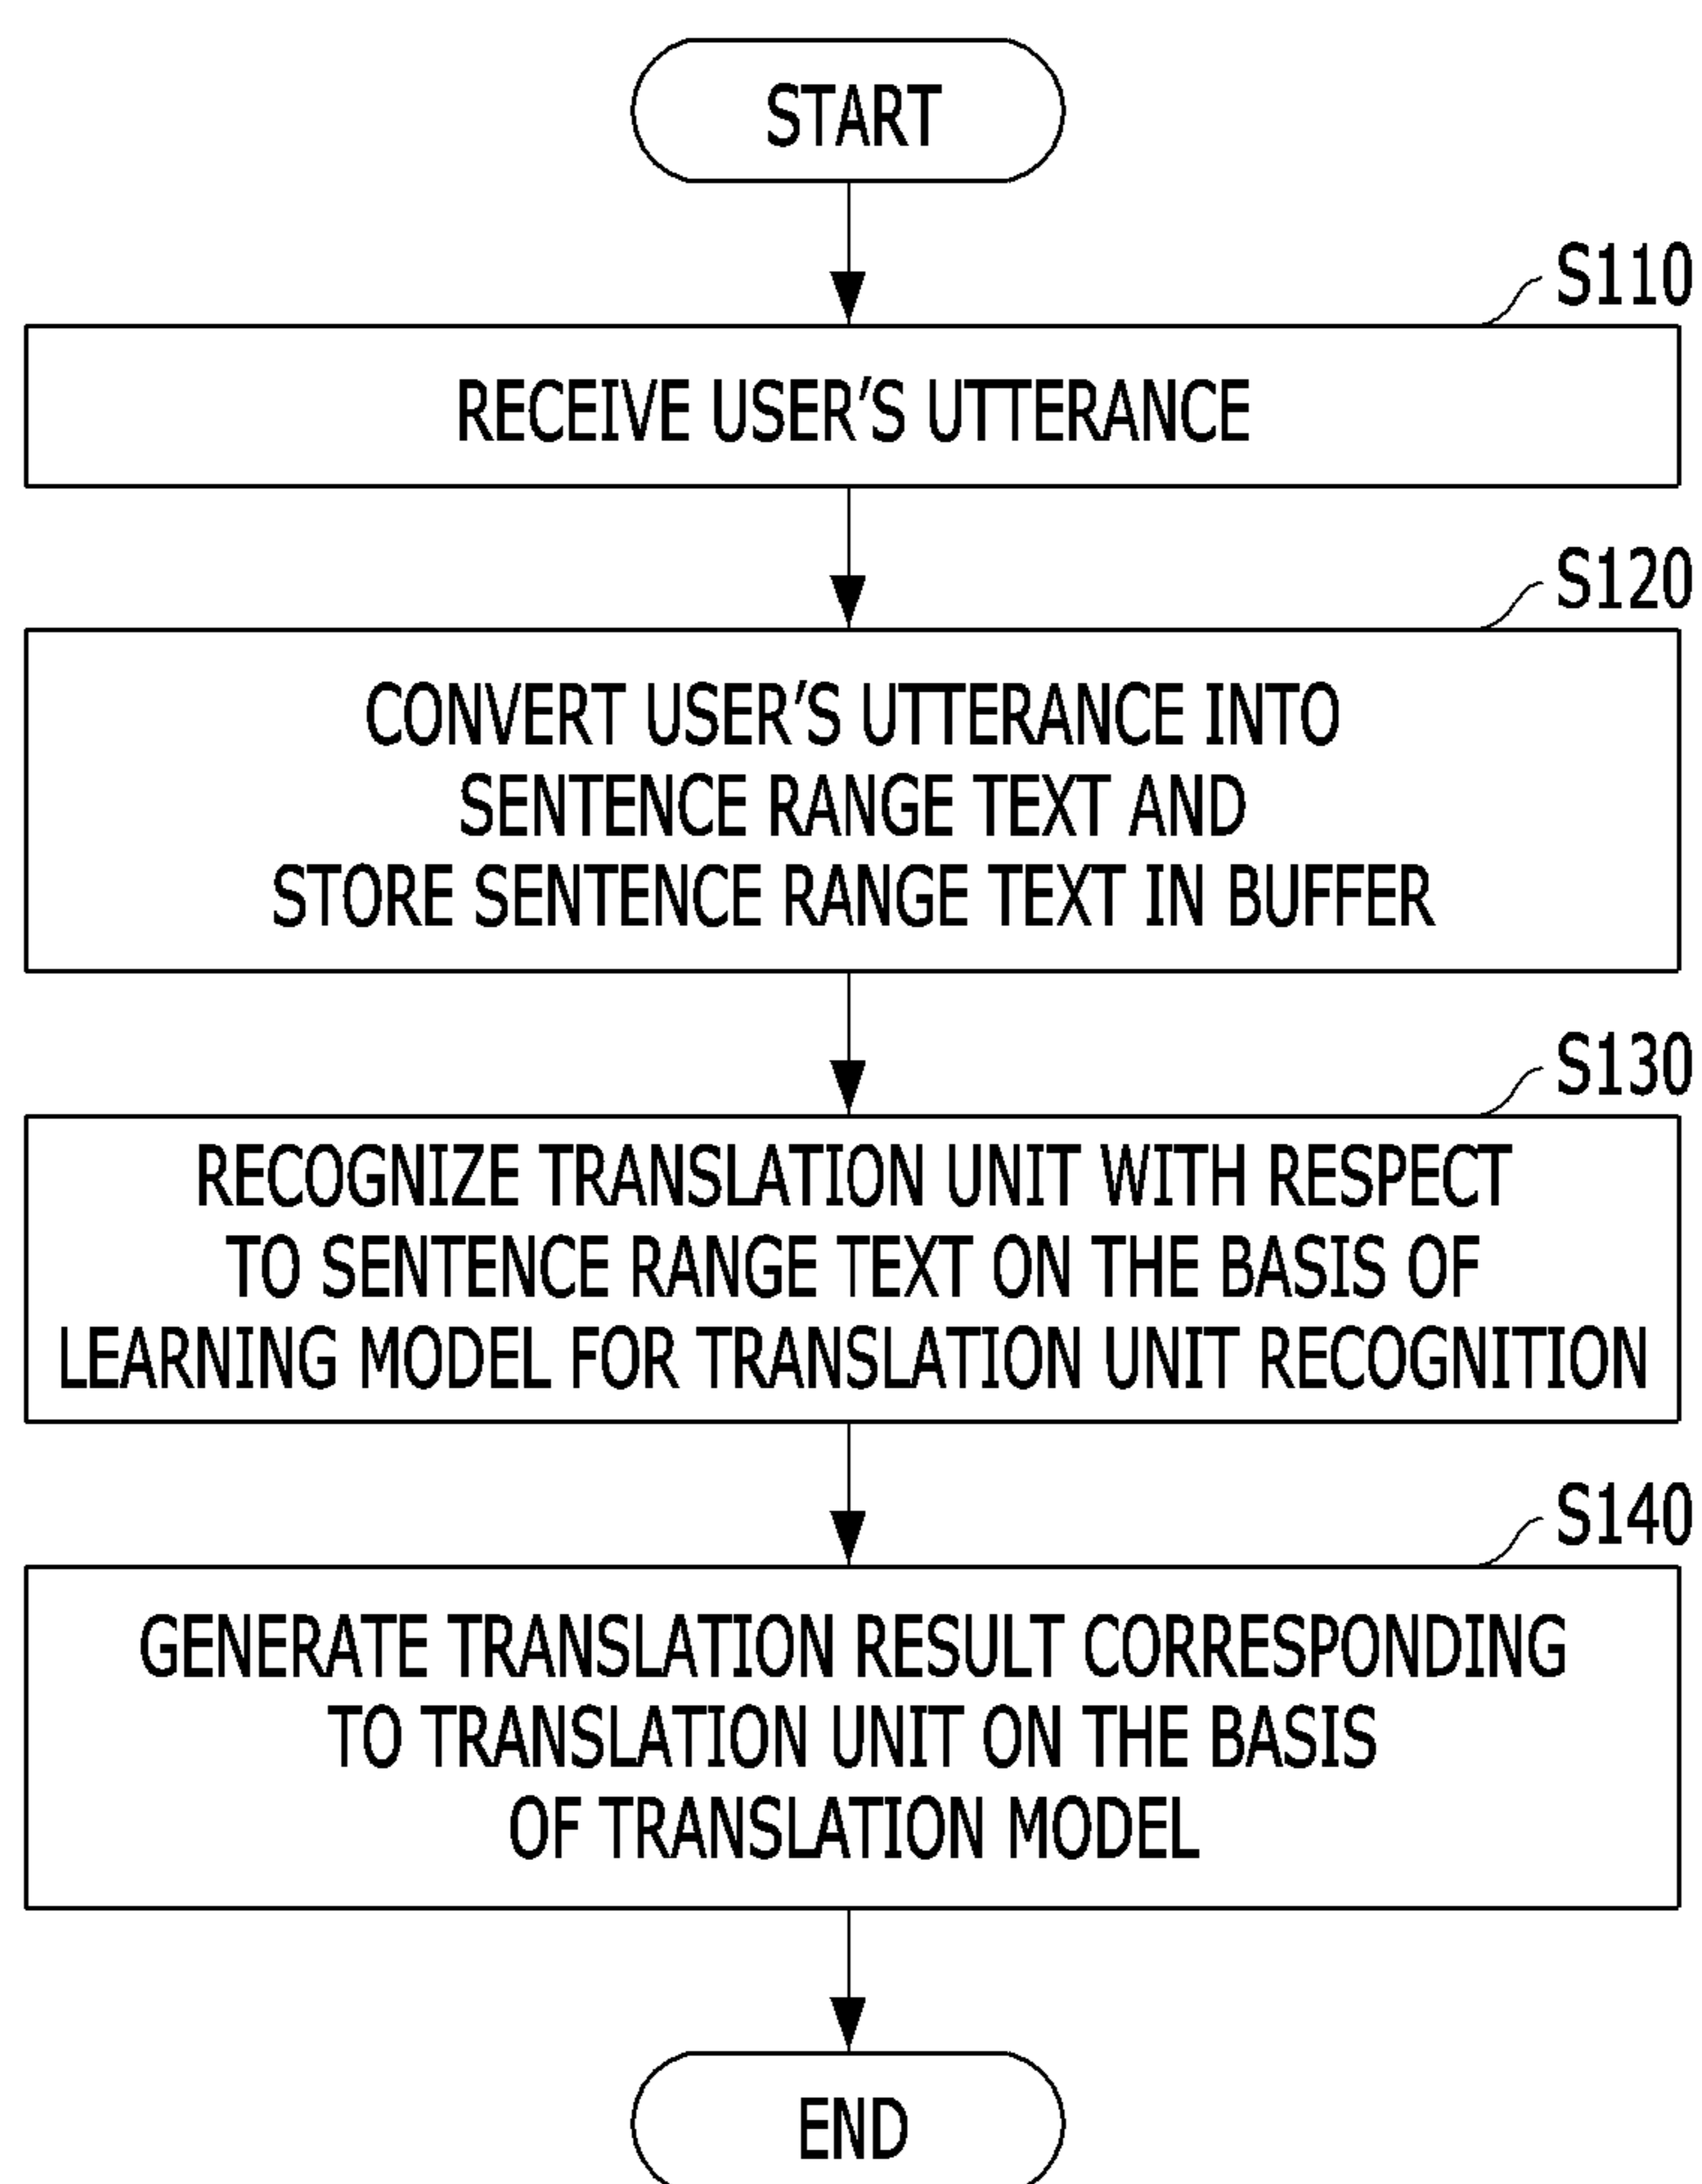 START
S110
RECEIVE USER'S UTTERANCE
S120
CONVERT USER'S UTTERANCE INTO
SENTENCE RANGE TEXT AND
STORE SENTENCE RANGE TEXT IN BUFFER
S130
RECOGNIZE TRANSLATION UNIT WITH RESPECT
TO SENTENCE RANGE TEXT ON THE BASIS OF
LEARNING MODEL FOR TRANSLATION UNIT RECOGNITION
S140
GENERATE TRANSLATION RESULT CORRESPONDING
TO TRANSLATION UNIT ON THE BASIS
OF TRANSLATION MODEL
END